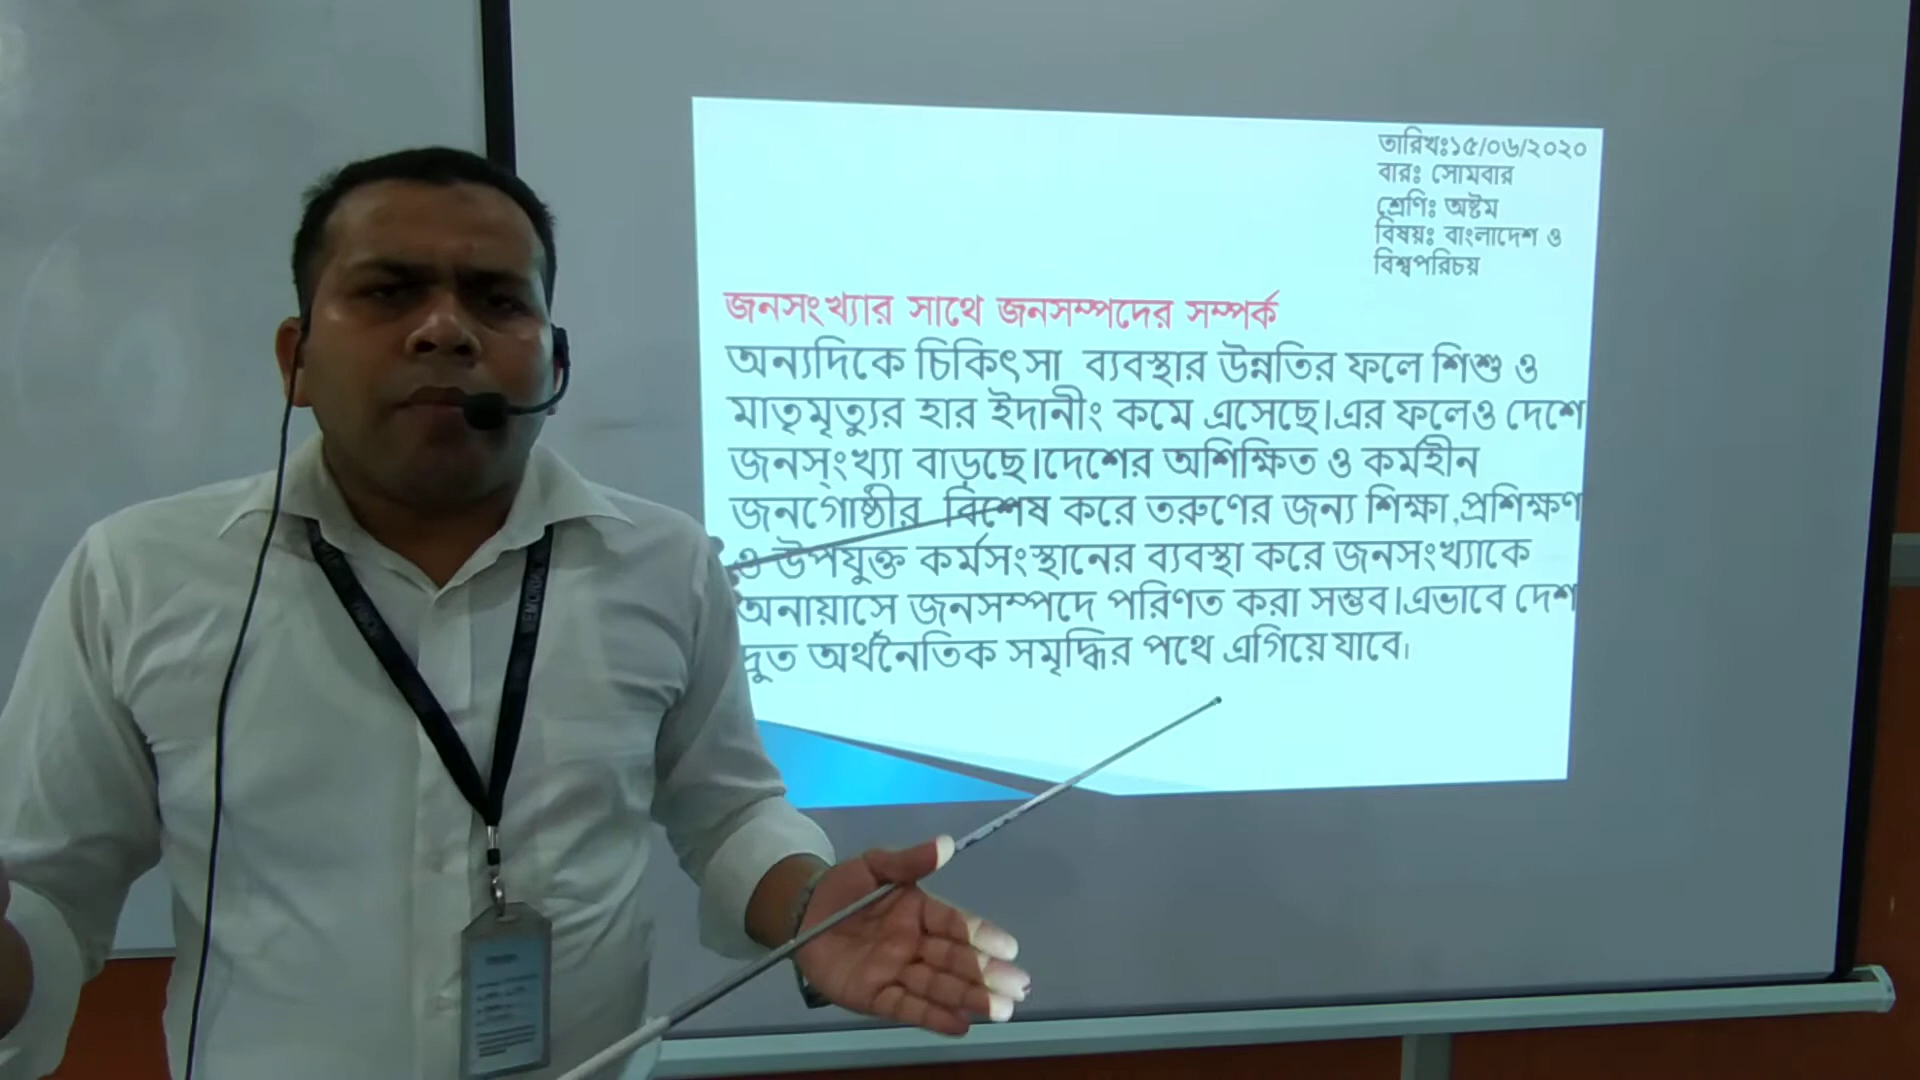 তারিখঃ১৫/০৬/২০২০
বারঃ সোমবার
শ্রেণিঃ অষ্টম
বিষয়ঃ বাংলাদেশ ও
বিশ্বপরিচয়
জনসংখ্যার সাথে জনসম্পদের সম্পর্ক
অন্যদিকে চিকিৎসা ব্যবস্থার উন্নতির ফলে শিশু ও
মাতৃমৃত্যুর হার ইদানীং কমে এসেছে।এর ফলেও দেশে
জনস্ংখ্যা বাড়ছে।দেশের অশিক্ষিত ও কর্মহীন
জনগোষ্ঠীর বিশেষ করে তরুণের জন্য শিক্ষা,প্রশিক্ষণ
ও উপযুক্ত কর্মসংস্থানের ব্যবস্থা করে জনসংখ্যাকে
অনায়াসে জনসম্পদে পরিণত করা সম্ভব।এভাবে দেশ
দ্রুত অর্থনৈতিক সমৃদ্ধির পথে এগিয়ে যাবে।